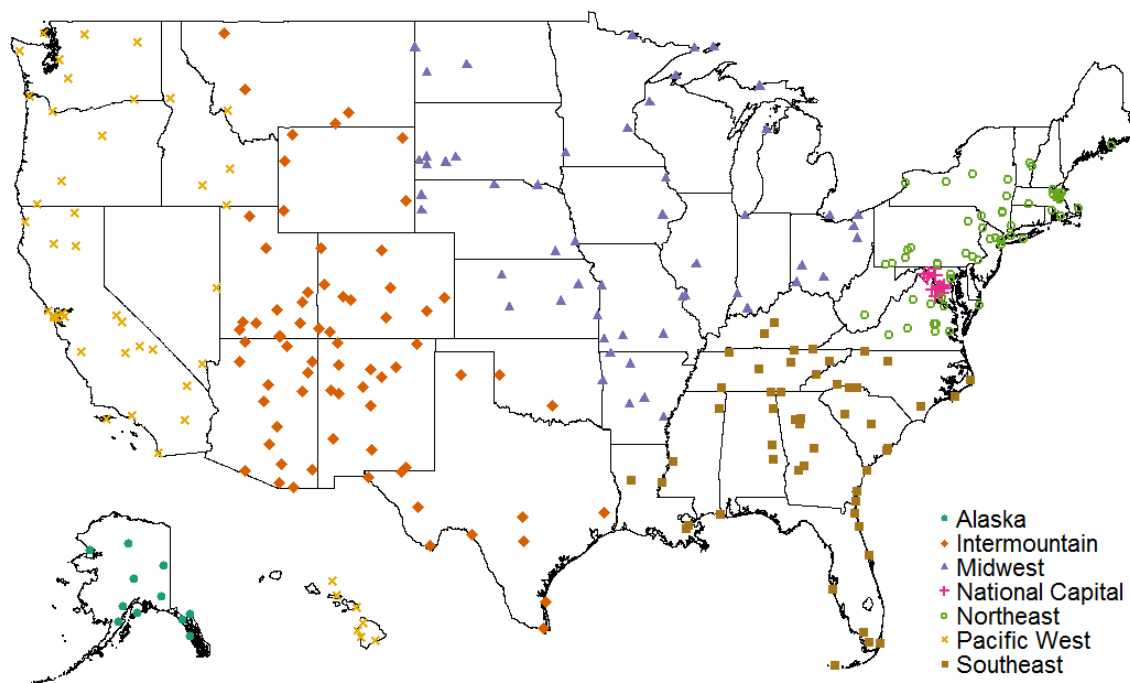 Alaska
Intermountain
Midwest
National Capital
Northeast
Pacific West
Southeast